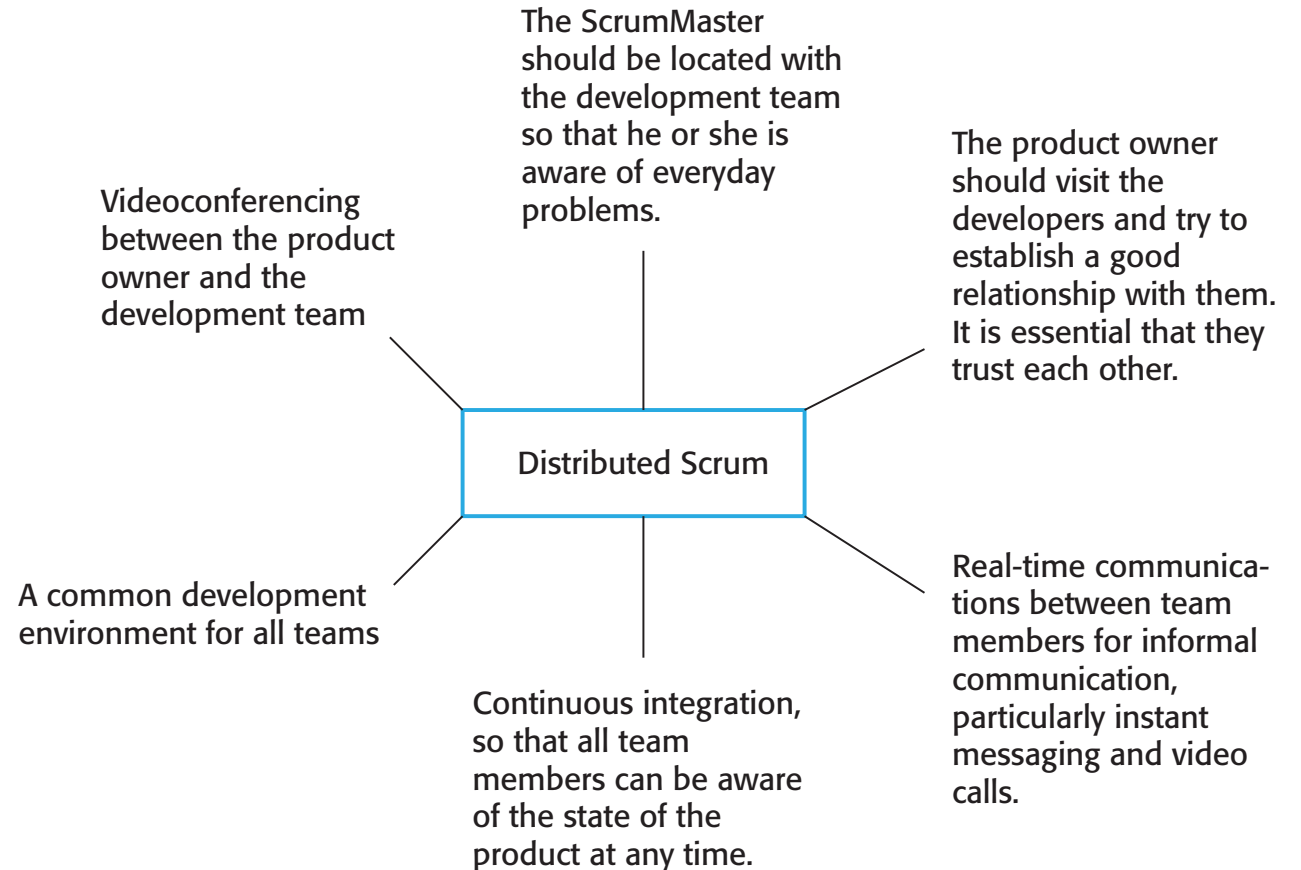 The ScrumMaster
should be located with
the development team
so that he or she is
aware of everyday
problems.
Videoconferencing
between the product
owner and the
development team
The product owner
should visit the
developers and try to
establish a good
relationship with them.
It is essential that they
trust each other.
Distributed Scrum
A common development
environment for all teams
Continuous integration,
so that all team
members can be aware
of the state of the
product at any time.
Real-time communica-
tions between team
members for informal
communication,
particularly instant
messaging and video
calls.